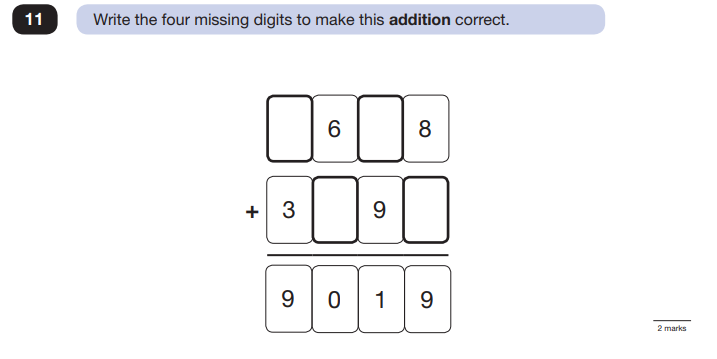 11 Write the four missing digits to make this addition correct.
6 8
+ 3 9
9 0 1 9
2 marks